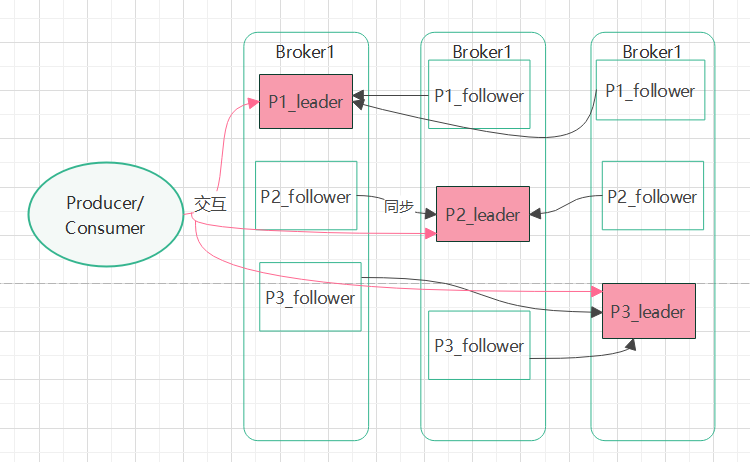 Broker1
Broker1
Broker1
P1_leader
P1_follower
P1_follower
Producer/
Consumer
交互
P2_follower
同步
P2_leader
P2_follower
P3_follower
P3_follower
P3_leader